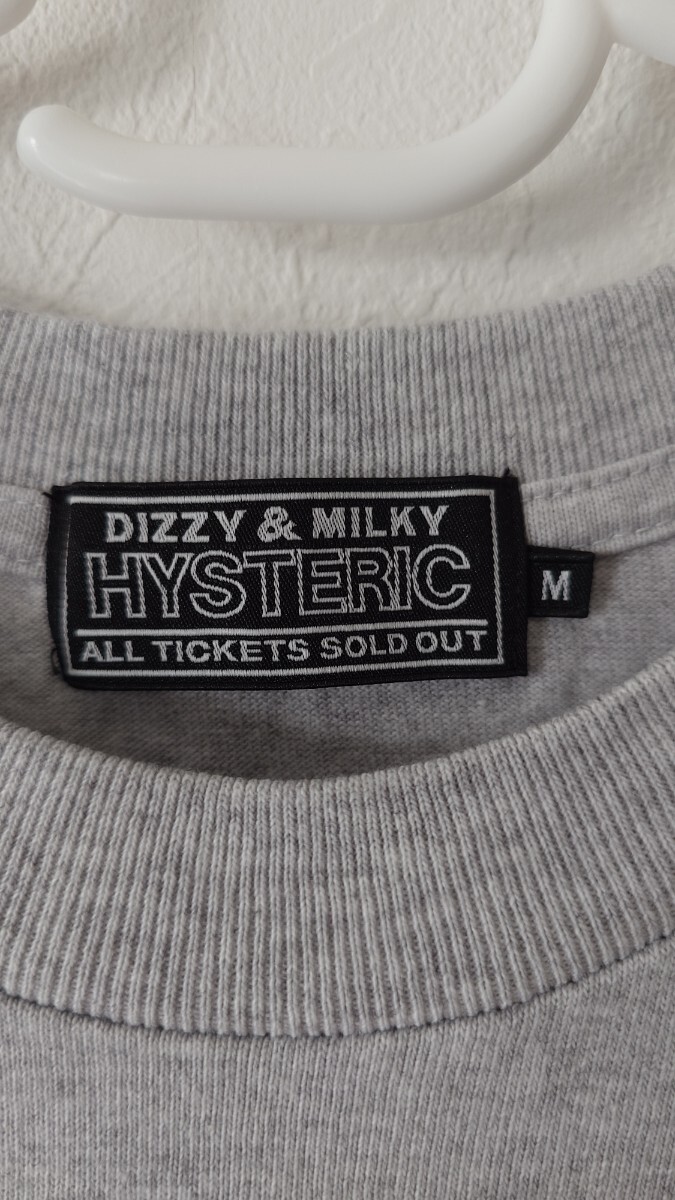 DIZZY & MILKY
HYSTERIC
ALL TICKETS SOLD OUT
M